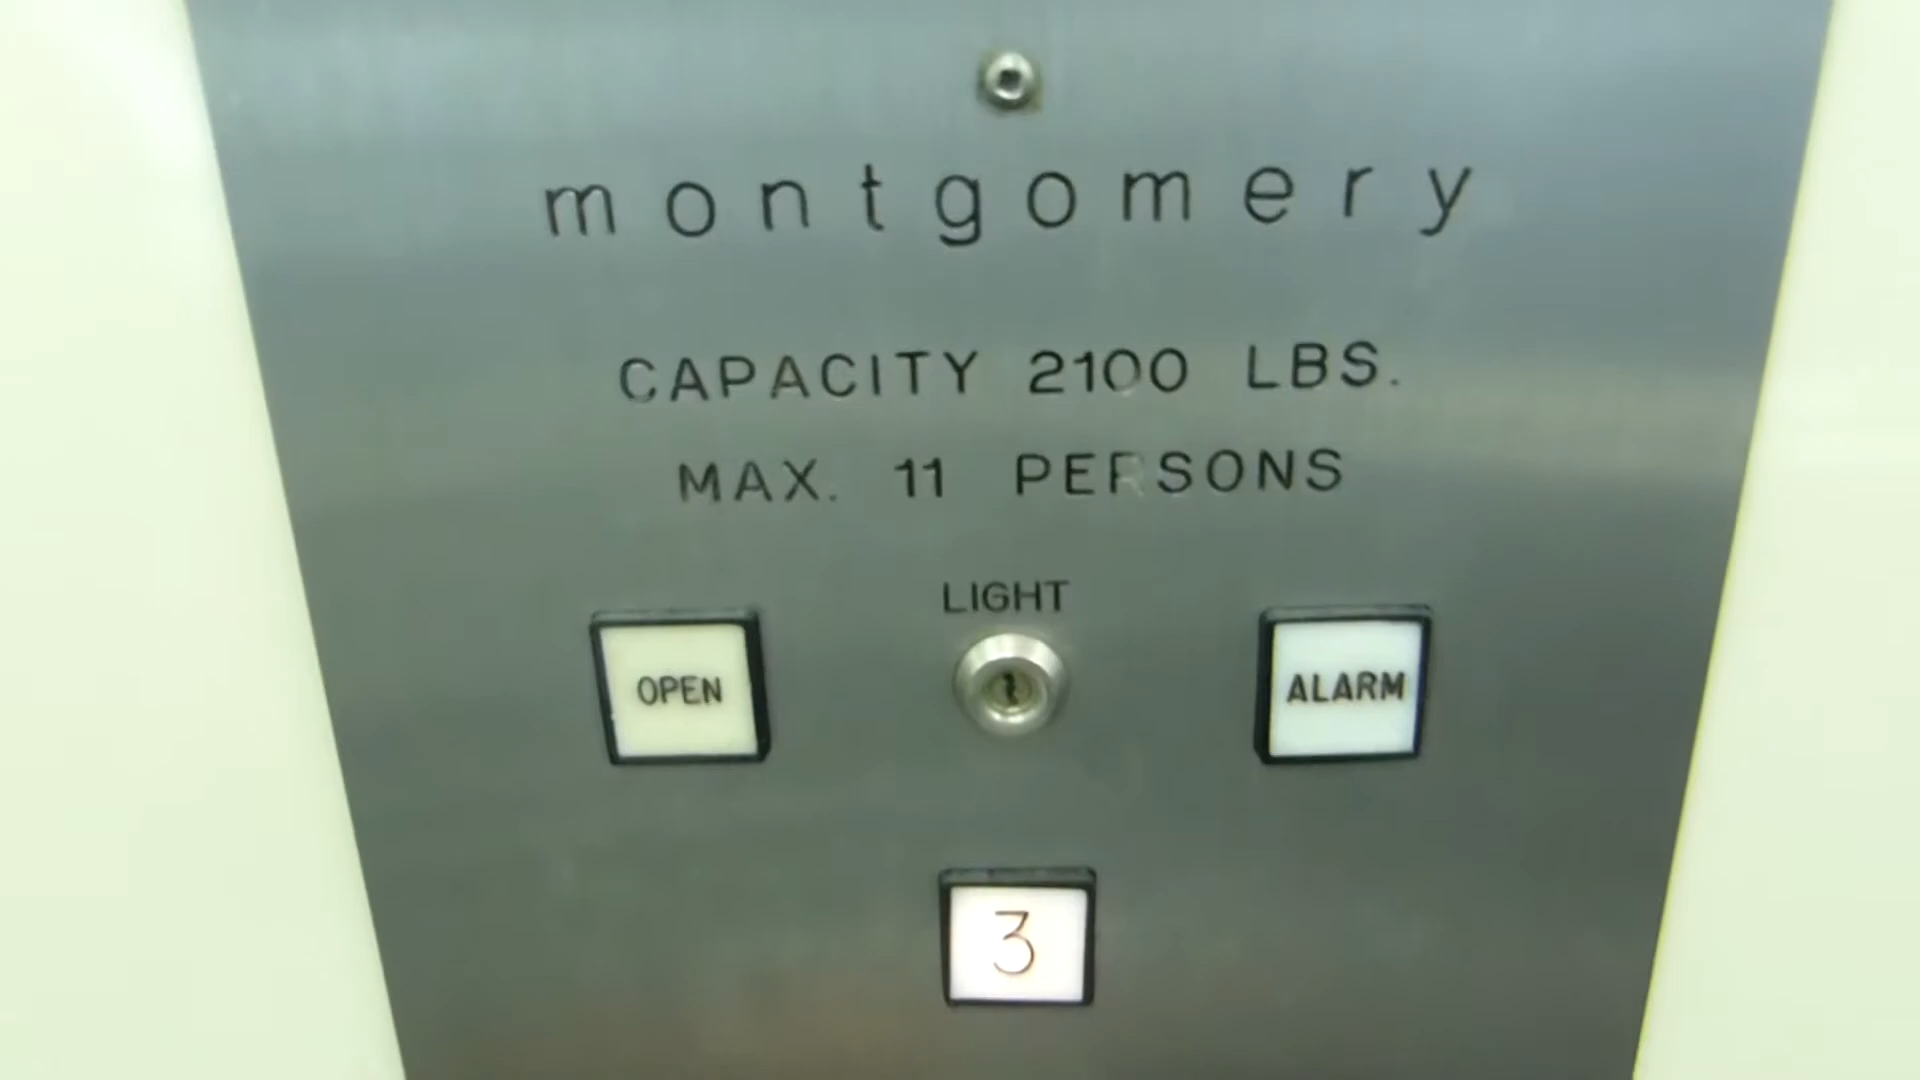 montgomery
CAPACITY 2100 LBS.
MAX. 11 PERSONS
LIGHT
OPEN
ALARM
3